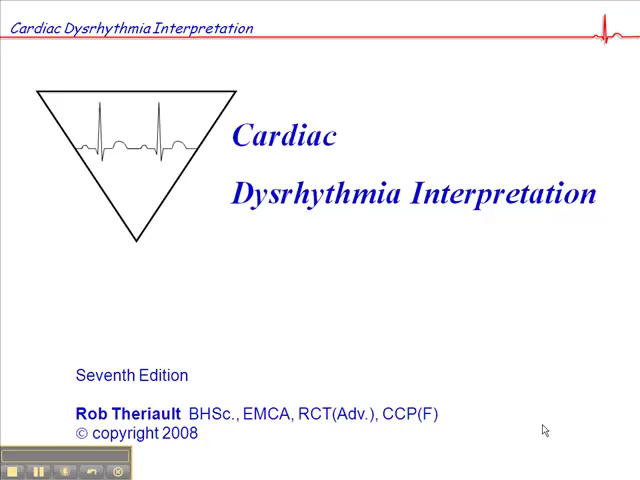 Cardiac Dysrhythmia Interpretation
Cardiac
Dysrhythmia Interpretation
Seventh Edition
Rob Theriault BHSc., EMCA, RCT(Adv.), CCP(F)
© copyright 2008